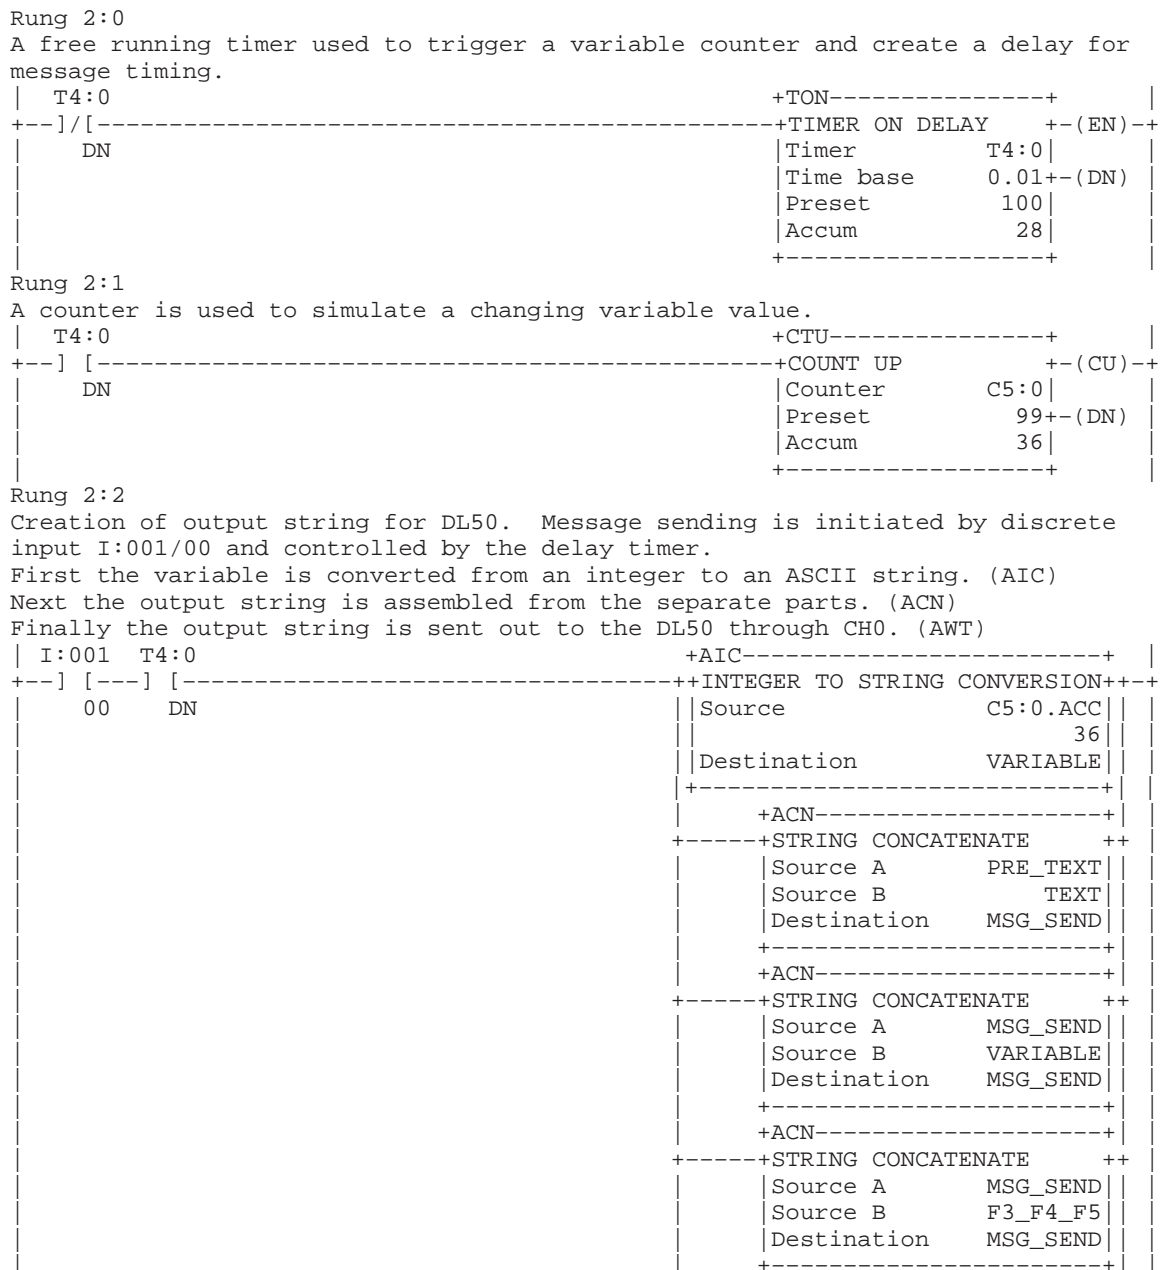 Rung 2:0
A free running timer used to trigger a variable counter and create a delay for
message timing.
|  T4:0                                         +TON---------------+      |
+--]/[-----------------------------------------------+TIMER ON DELAY    +-(EN)-+
|    DN                                              |Timer         T4:0|      |
|                                                    |Time base     0.01+-(DN) |
|                                                    |Preset         100|      |
|                                                    |Accum           28|      |
|                                                    +------------------+      |
Rung 2:1
A counter is used to simulate a changing variable value.
|  T4:0                                              +CTU---------------+      |
+--] [-----------------------------------------------+COUNT UP          +-(CU)-+
|    DN                                              |Counter       C5:0|      |
|                                                    |Preset          99+-(DN) |
|                                                    |Accum           36|      |
|                                                    +------------------+      |
Rung 2:2
Creation of output string for DL50.  Message sending is initiated by discrete
input I:001/00 and controlled by the delay timer.
First the variable is converted from an integer to an ASCII string. (AIC)
Next the output string is assembled from the separate parts. (ACN)
Finally the output string is sent out to the DL50 through CH0. (AWT)
| I:001  T4:0                                  +AIC-------------------------+  |
+--] [---] [----------------------------------++INTEGER TO STRING CONVERSION++-+
|    00    DN                                 ||Source              C5:0.ACC|| |
|                                             ||                          36|| |
|                                             ||Destination         VARIABLE|| |
|                                             |+----------------------------+| |
|                                             |     +ACN--------------------+| |
|                                             +-----+STRING CONCATENATE     ++ |
|                                             |     |Source A       PRE_TEXT|| |
|                                             |     |Source B           TEXT|| |
|                                             |     |Destination    MSG_SEND|| |
|                                             |     +-----------------------+| |
|                                             |     +ACN--------------------+| |
|                                             +-----+STRING CONCATENATE     ++ |
|                                             |     |Source A       MSG_SEND|| |
|                                             |     |Source B       VARIABLE|| |
|                                             |     |Destination    MSG_SEND|| |
|                                             |     +-----------------------+| |
|                                             |     +ACN--------------------+| |
|                                             +-----+STRING CONCATENATE     ++ |
|                                             |     |Source A       MSG_SEND|| |
|                                             |     |Source B       F3_F4_F5|| |
|                                             |     |Destination    MSG_SEND|| |
|                                             |     +-----------------------+| |